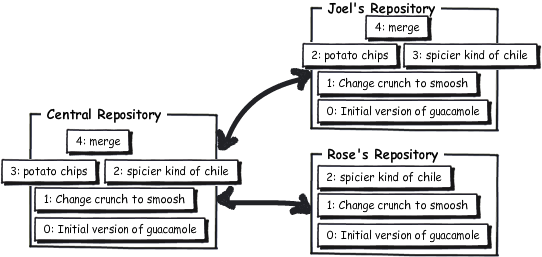 Joel's Repository
4: merge
2: potato chips
3: spicier kind of chile
1: Change crunch to smoosh
0: Initial version of guacamole
Central Repository
4: merge
3: potato chips
2: spicier kind of chile
1: Change crunch to smoosh
0: Initial version of guacamole
Rose's Repository
2: spicier kind of chile
1: Change crunch to smoosh
0: Initial version of guacamole